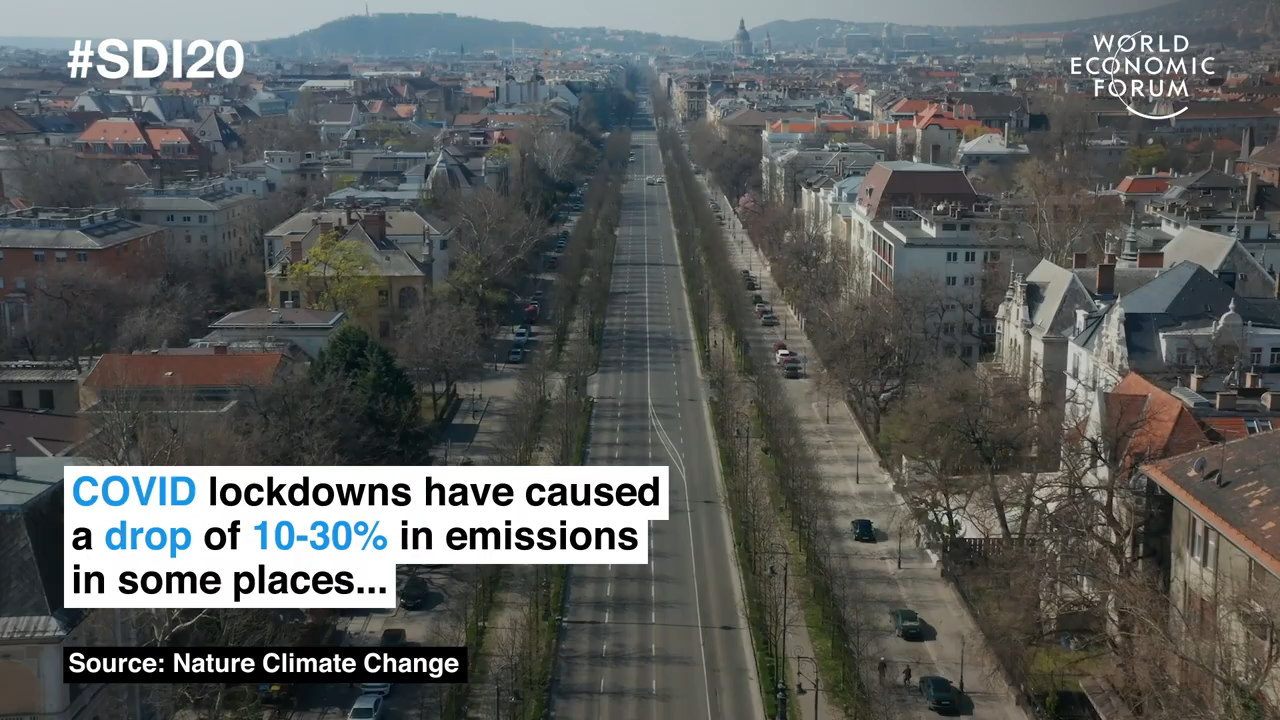 #SDI20
WORLD
ECONOMIC
FORUM
COVID lockdowns have caused
a drop of 10-30% in emissions
in some places...
Source: Nature Climate Change